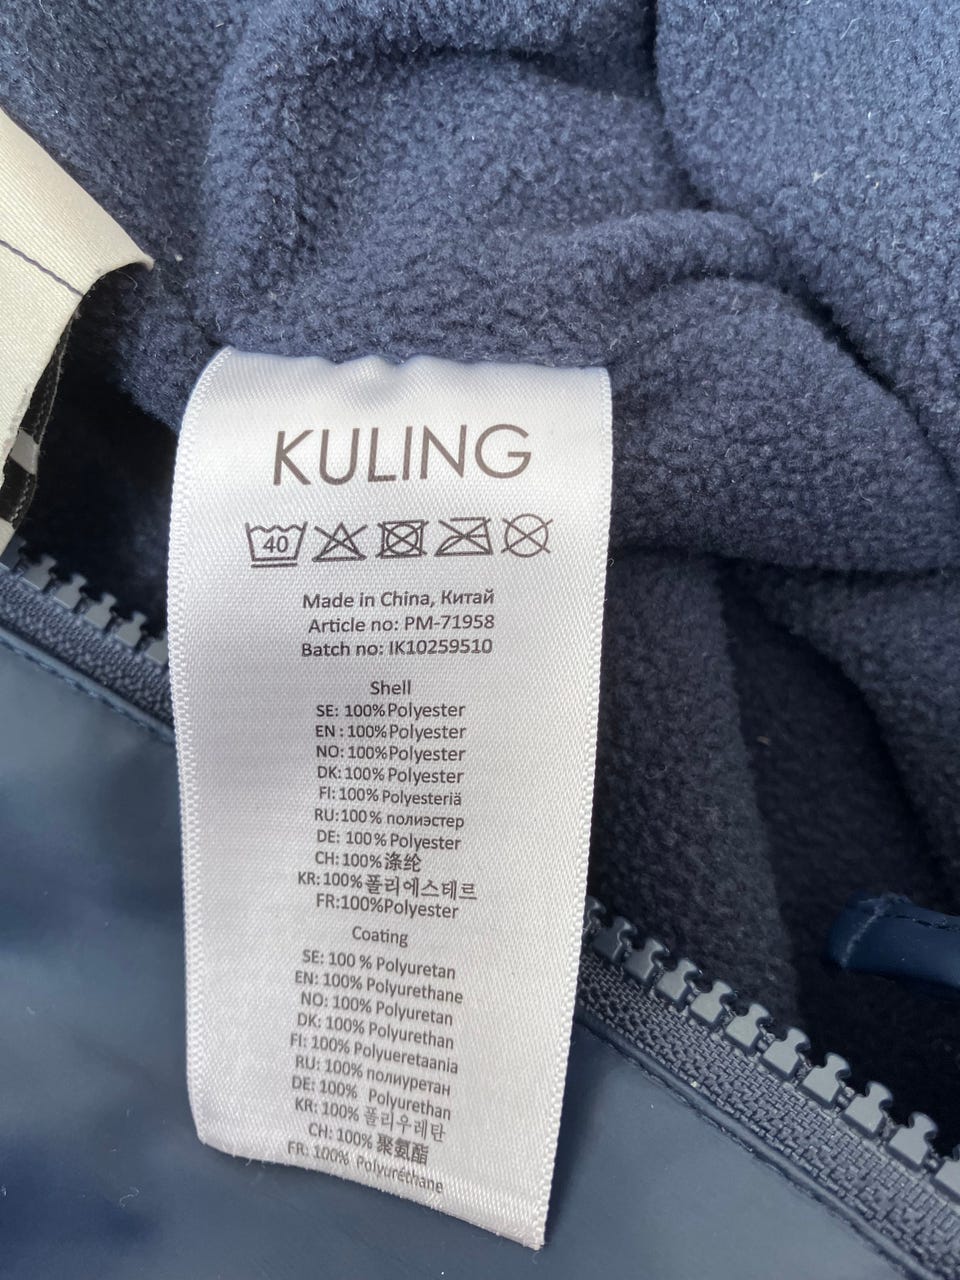 KULING
40
Made in China, Китай
Article no: PM-71958
Batch no: IK10259510
Shell
SE: 100%Polyester
EN : 100%Polyester
NO: 100%Polyester
DK: 100% Polyester
FI: 100% Polyesteriä
RU:100% полиэстер
DE: 100% Polyester
CH:100%涤纶
KR:100%폴리에스테르
FR:100%Polyester
Coating
SE: 100 % Polyuretan
EN: 100% Polyurethane
NO: 100% Polyuretan
DK: 100% Polyurethan
FI: 100% Polyueretaania
RU: 100% полиуретан
DE: 100% Polyurethan
KR: 100% 폴리우레탄
CH: 100% 聚氨酯
FR: 100% Polyuréthane